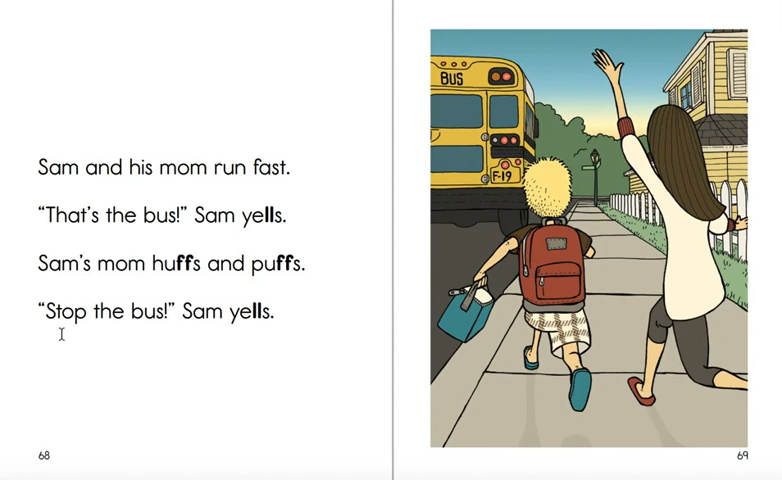 Sam and his mom run fast.
“That’s the bus!” Sam yells.
Sam’s mom huffs and puffs.
“Stop the bus!” Sam yells.
68
BUS
F-19
69